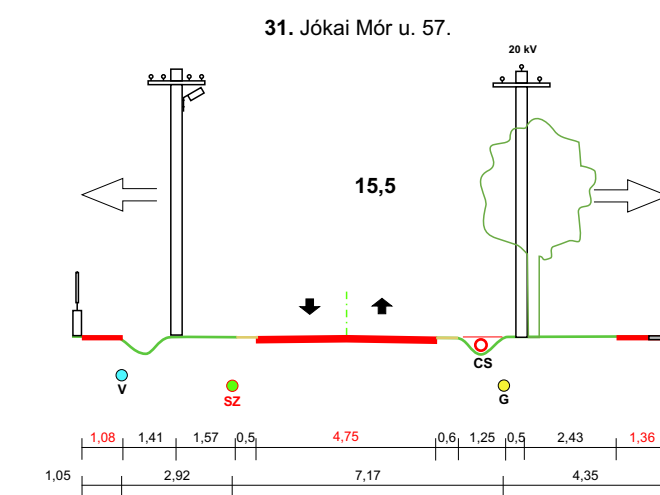 31. Jókai Mór u. 57.
20 kV
15,5
CS
V
SZ
G
1,08 1,41 1,57 0,5 4,75 0,6 1,25 0,5 2,43 1,36
1,05 2,92 7,17 4,35